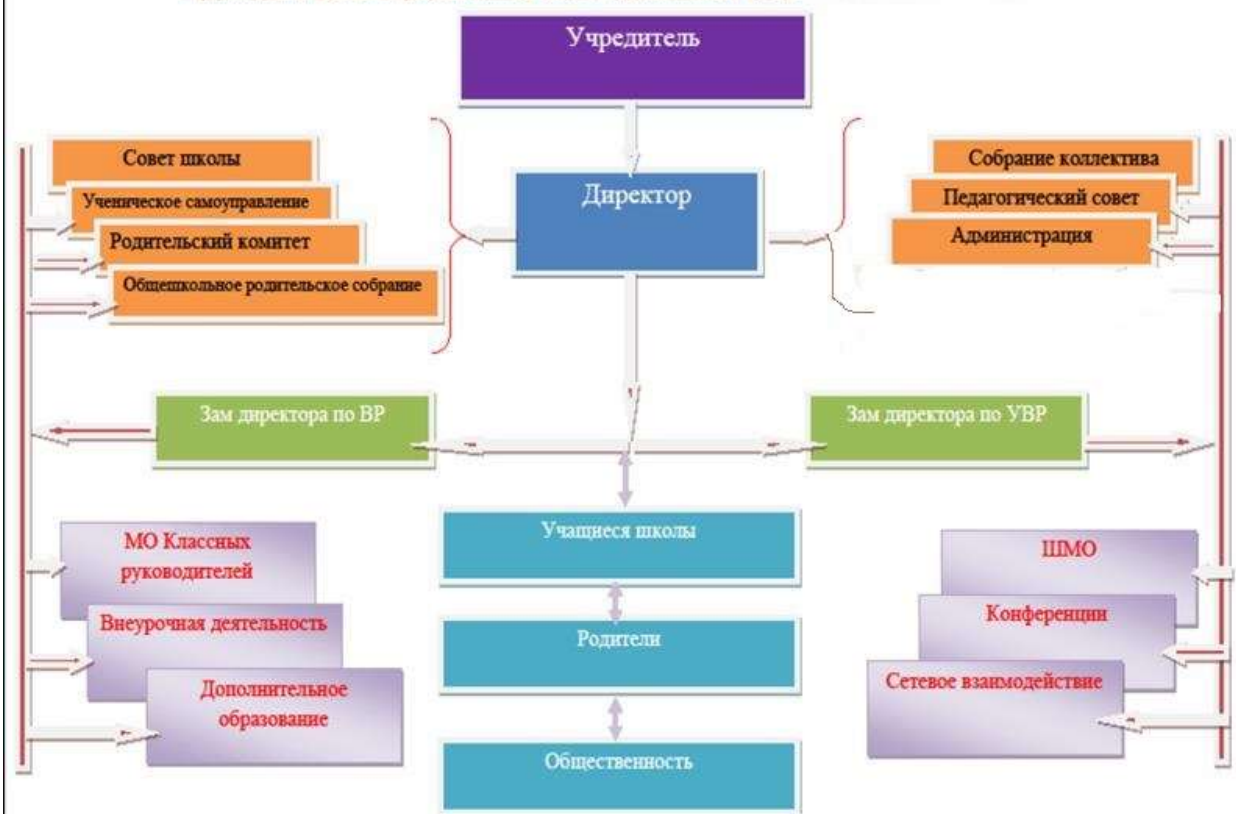 Учредитель
Директор
Совет школы
Ученическое самоуправление
Родительский комитет
Общешкольное родительское собрание
Собрание коллектива
Педагогический совет
Администрация
Зам директора по ВР
Зам директора по УВР
МО Классных
руководителей
Внеурочная деятельность
Дополнительное
образование
Учащиеся школы
Родители
Общественность
ШМО
Конференции
Сетевое взаимодействие